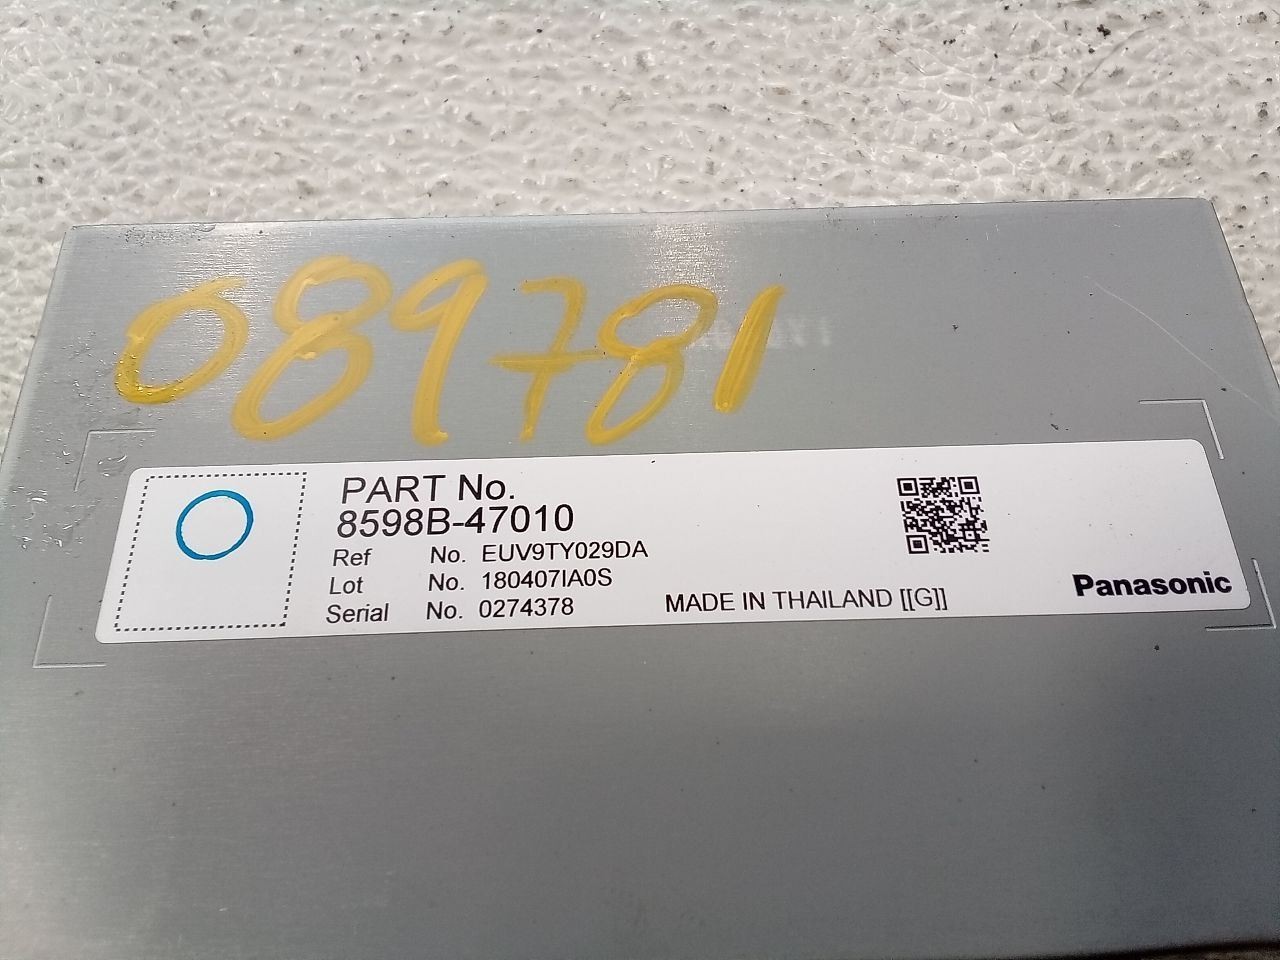 089781
PART No.
8598B-47010
Ref No. EUV9TY029DA
Lot No. 180407IA0S
Serial No. 0274378
MADE IN THAILAND [[G]]
Panasonic